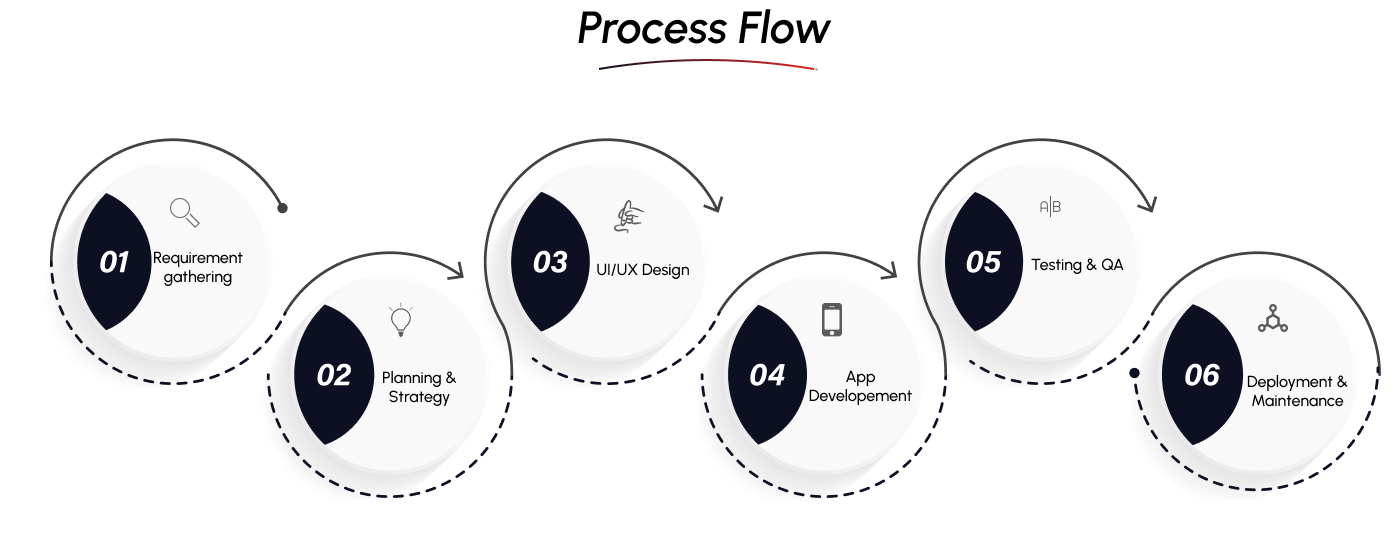 Process Flow
01
Requirement
gathering
02
Planning &
Strategy
03
UI/UX Design
04
App
Developement
05
A|B
Testing & QA
06
Deployment &
Maintenance